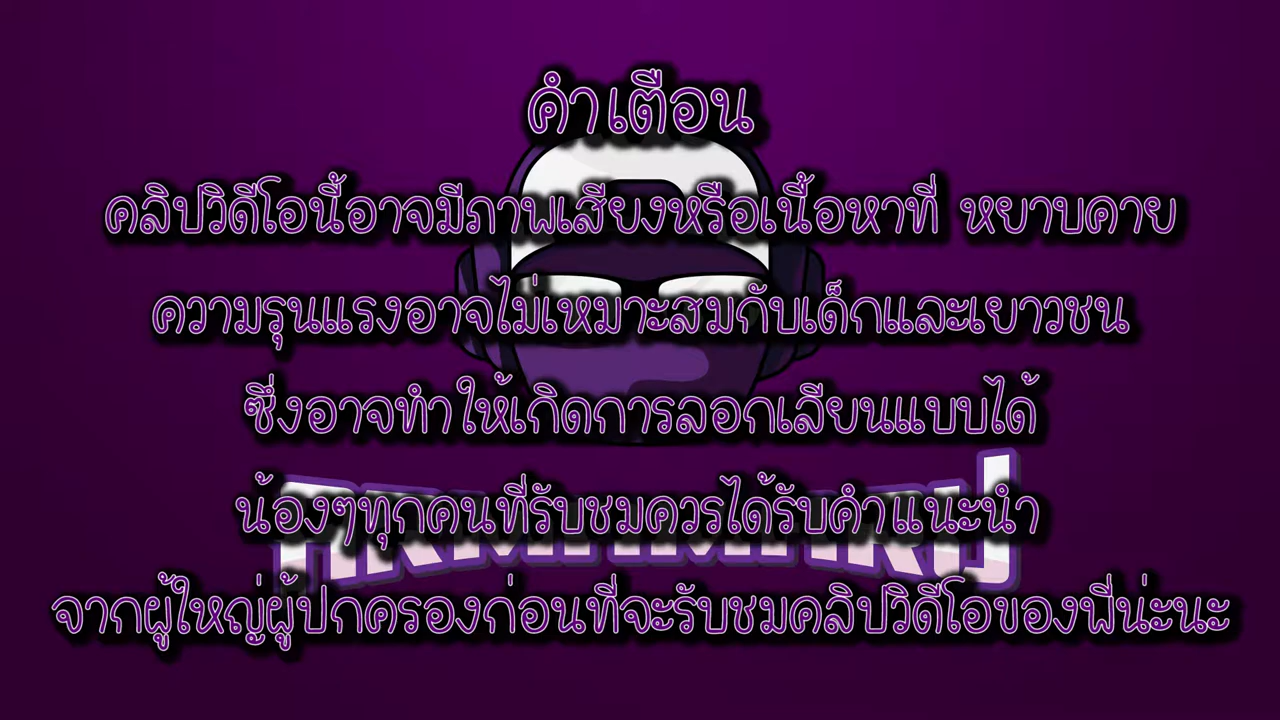 คำเตือน
คลิปวิดีโอนี้อาจมีภาพเสียงหรือเนื้อหาที่ หยาบคาย
ความรุนแรงอาจไม่เหมาะสมกับเด็กและเยาวชน
ซึ่งอาจทำให้เกิดการลอกเลียนแบบได้
น้องๆทุกคนที่รับชมควรได้รับคำแนะนำ
จากผู้ใหญ่ผู้ปกครองก่อนที่จะรับชมคลิปวิดีโอของพี่น่ะนะ